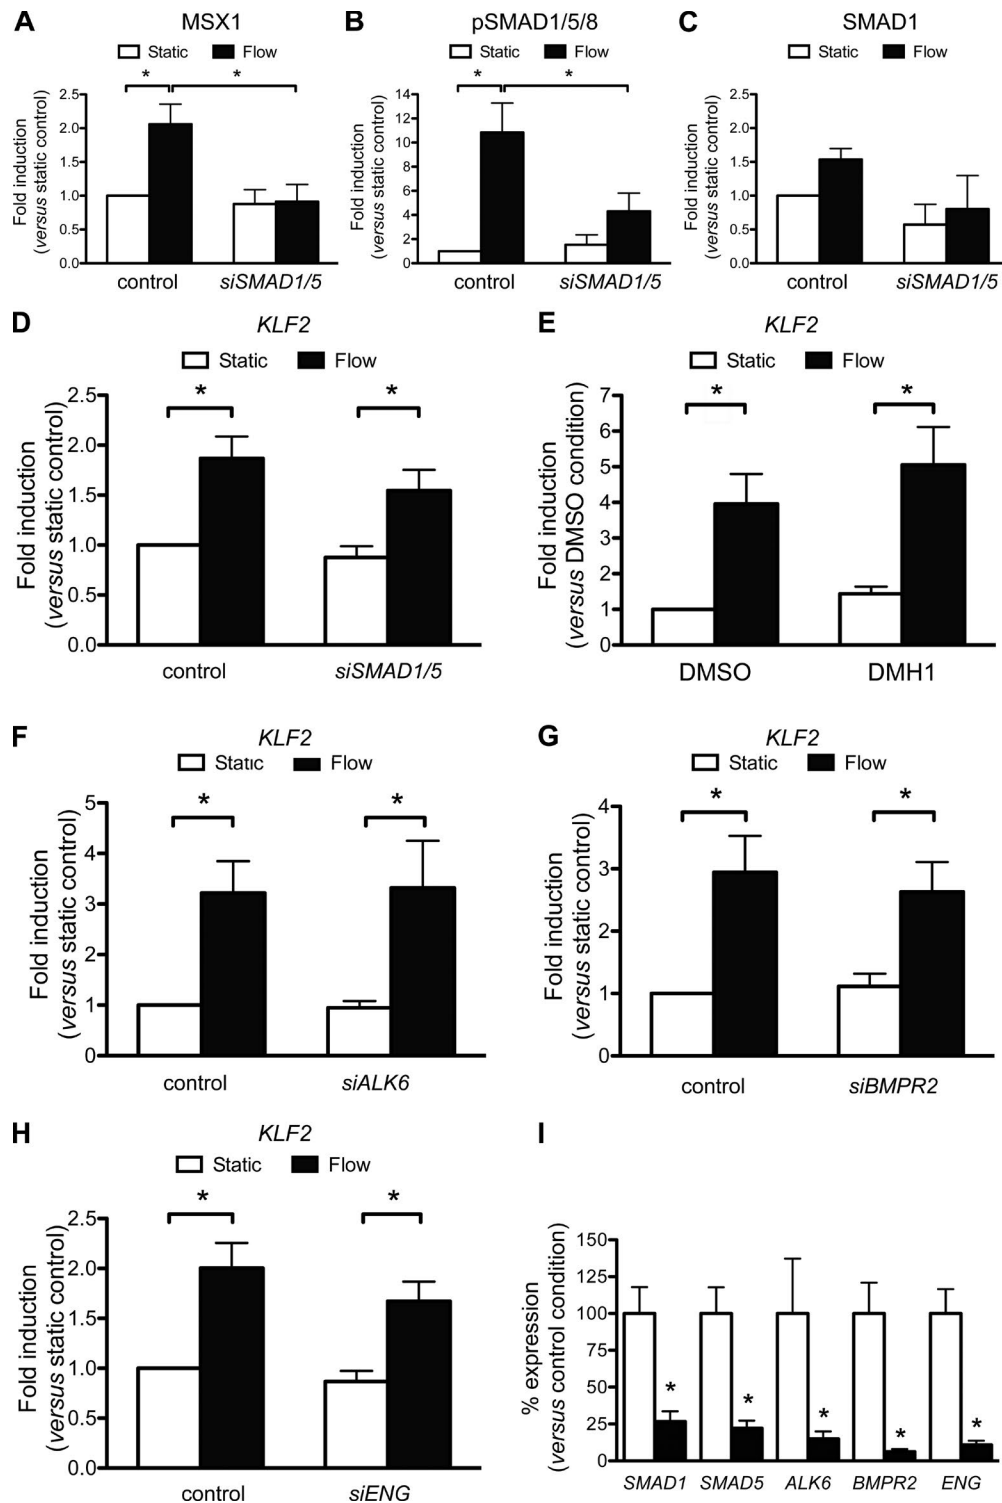 A
MSX1
Static Flow
* *
Fold induction
(versus static control)
2.5
2.0
1.5
1.0
0.5
0.0
control siSMAD1/5
B
pSMAD1/5/8
Static Flow
* *
Fold induction
(versus static control)
14
12
10
8
6
4
2
0
control siSMAD1/5
C
SMAD1
Static Flow
Fold induction
(versus static control)
2.5
2.0
1.5
1.0
0.5
0.0
control siSMAD1/5
D
KLF2
Static Flow
* *
Fold induction
(versus static control)
2.5
2.0
1.5
1.0
0.5
0.0
control siSMAD1/5
E
KLF2
Static Flow
* *
Fold induction
(versus DMSO condition)
7
6
5
4
3
2
1
0
DMSO DMH1
F
KLF2
Static Flow
* *
Fold induction
(versus static control)
5
4
3
2
1
0
control siALK6
G
KLF2
Static Flow
* *
Fold induction
(versus static control)
4
3
2
1
0
control siBMPR2
H
KLF2
Static Flow
* *
Fold induction
(versus static control)
2.5
2.0
1.5
1.0
0.5
0.0
control siENG
I
% expression
(versus control condition)
150
125
100
75
50
25
0
* * * * *
SMAD1 SMAD5 ALK6 BMPR2 ENG